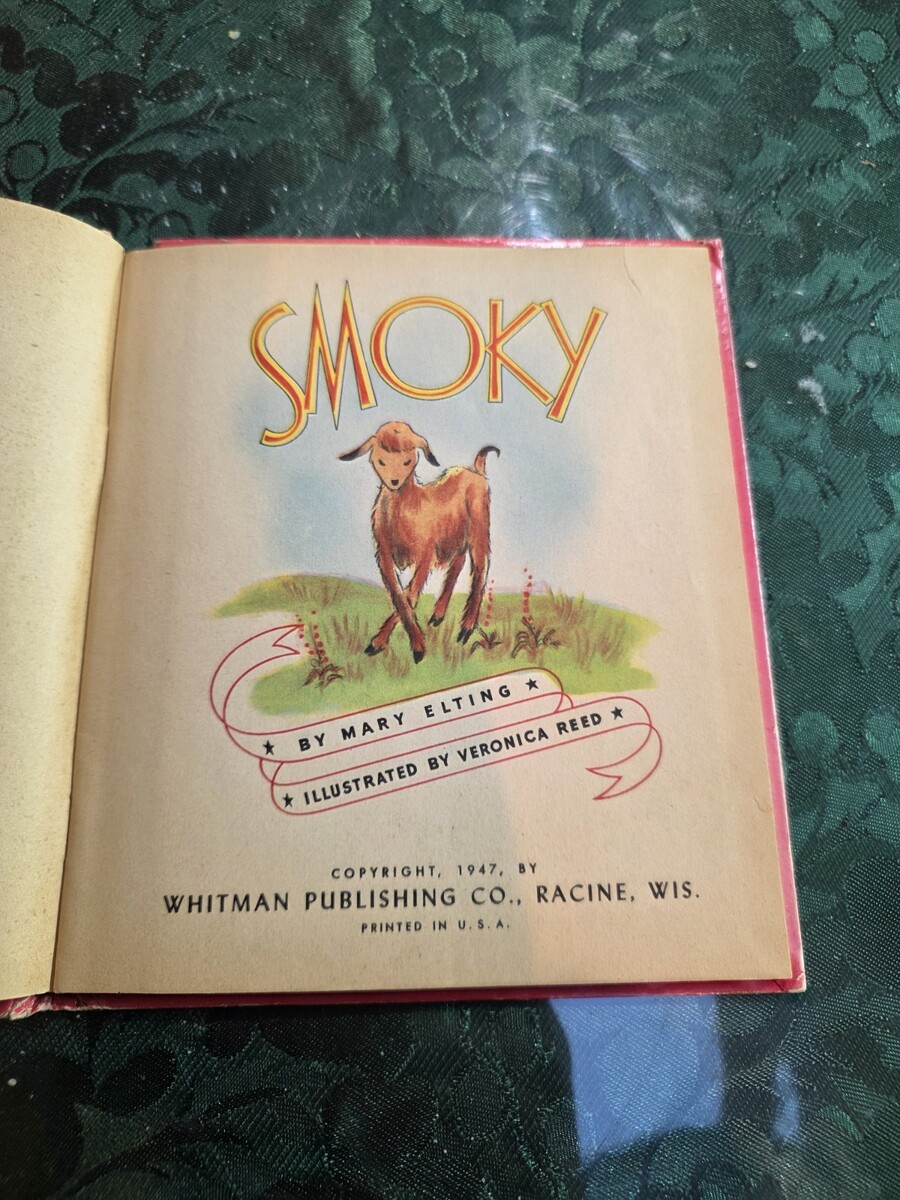 SMOKY
★ BY MARY ELTING ★
★ ILLUSTRATED BY VERONICA REED ★
COPYRIGHT, 1947, BY
WHITMAN PUBLISHING CO., RACINE, WIS.
PRINTED IN U.S.A.